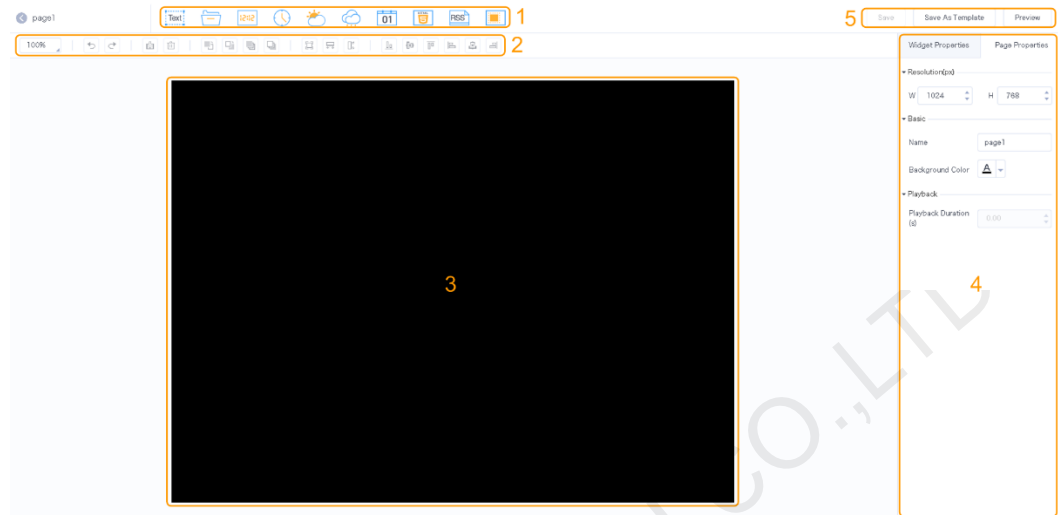 page1
Text
12:12
01
HTML
RSS
1
5
Save
Save As Template
Preview
100%
2
Widget Properties
Page Properties
Resolution(px)
W 1024 H 768
Basic
Name page1
Background Color A
Playback
Playback Duration 0.00
(s)
3
4
CO.,LTD